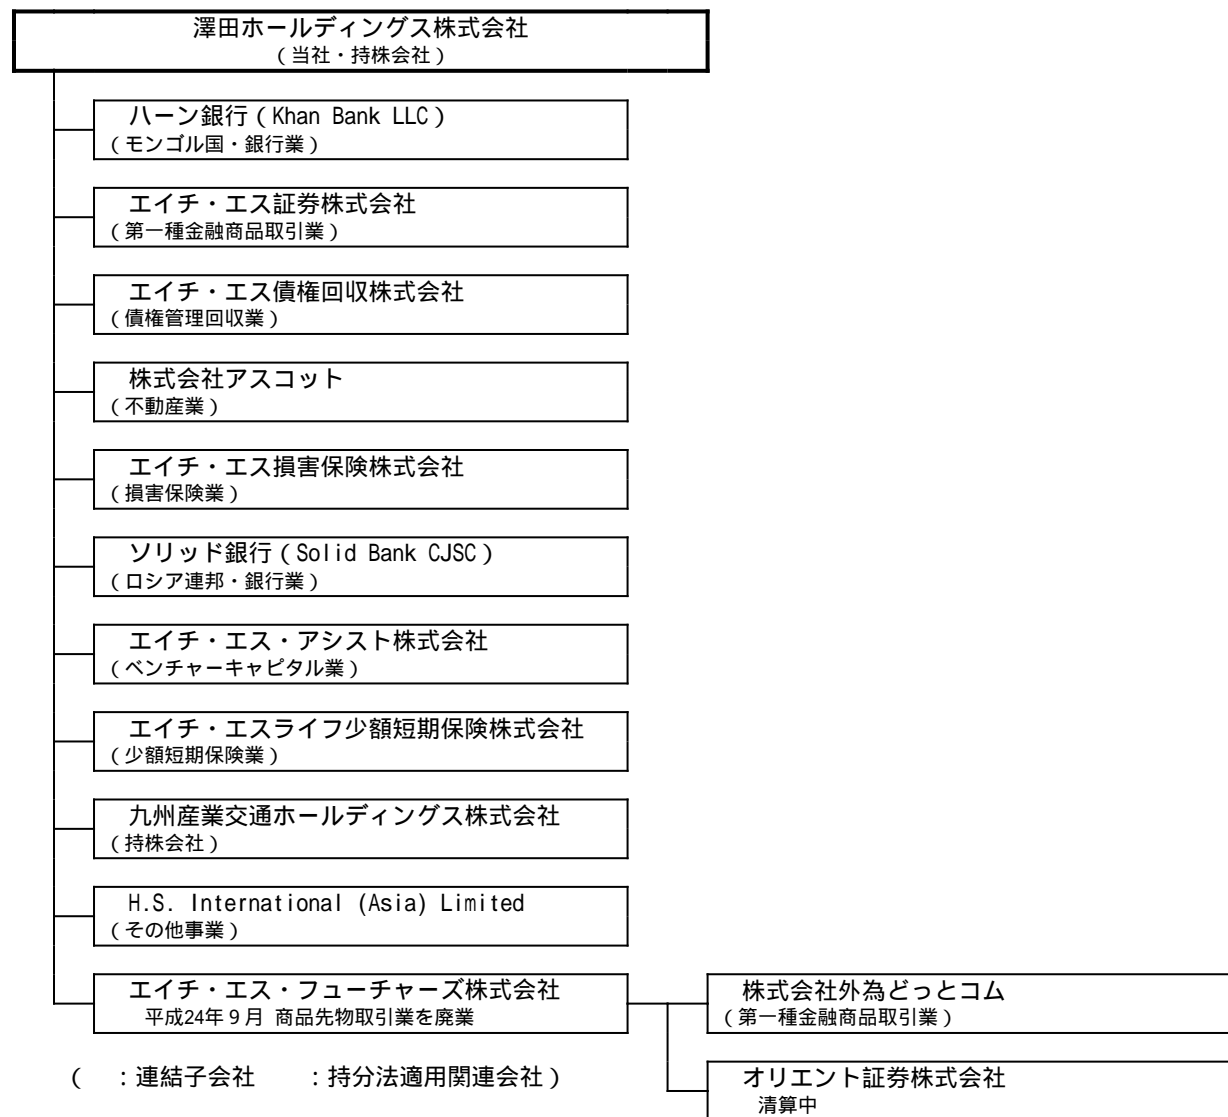 澤田ホールディングス株式会社
(当社・持株会社)
ハーン銀行(Khan Bank LLC)
(モンゴル国・銀行業)
エイチ・エス証券株式会社
(第一種金融商品取引業)
エイチ・エス債権回収株式会社
(債権管理回収業)
株式会社アスコット
(不動産業)
エイチ・エス損害保険株式会社
(損害保険業)
ソリッド銀行(Solid Bank CJSC)
(ロシア連邦・銀行業)
エイチ・エス・アシスト株式会社
(ベンチャーキャピタル業)
エイチ・エスライフ少額短期保険株式会社
(少額短期保険業)
九州産業交通ホールディングス株式会社
(持株会社)
H.S. International (Asia) Limited
(その他事業)
エイチ・エス・フューチャーズ株式会社
平成24年9月 商品先物取引業を廃業
株式会社外為どっとコム
(第一種金融商品取引業)
( :連結子会社 :持分法適用関連会社)
オリエント証券株式会社
清算中